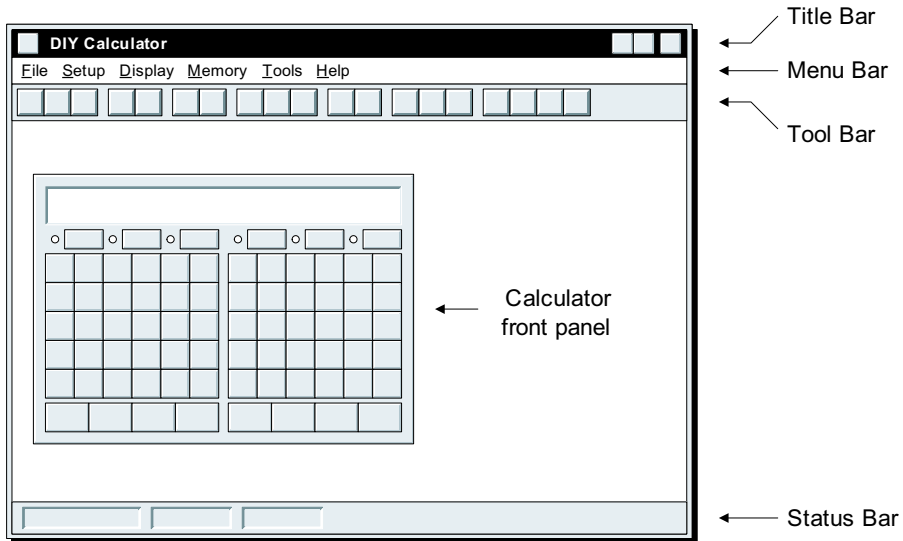 Title Bar
DIY Calculator
File Setup Display Memory Tools Help
Menu Bar
Tool Bar
Calculator
front panel
Status Bar